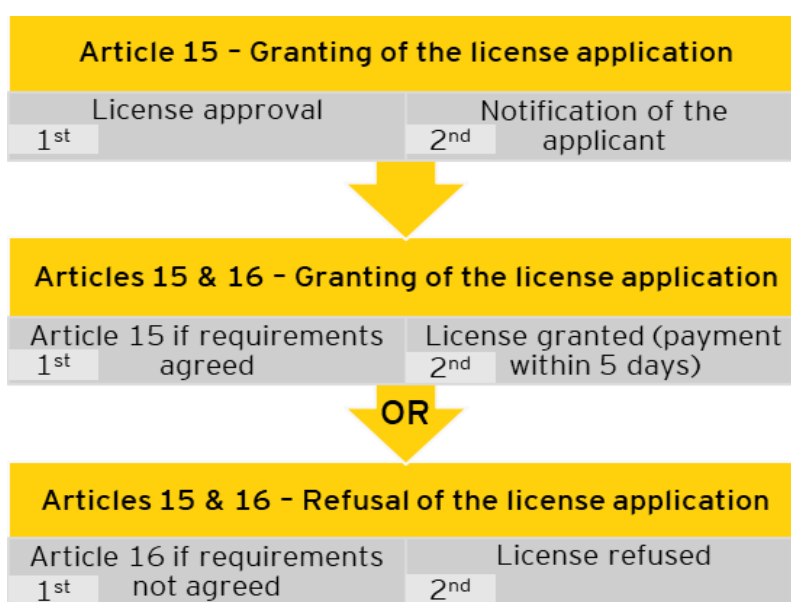 Article 15 – Granting of the license application
License approval
1st
Notification of the
2nd applicant
Articles 15 & 16 – Granting of the license application
Article 15 if requirements
1st agreed
License granted (payment
2nd within 5 days)
OR
Articles 15 & 16 – Refusal of the license application
Article 16 if requirements
1st not agreed
License refused
2nd